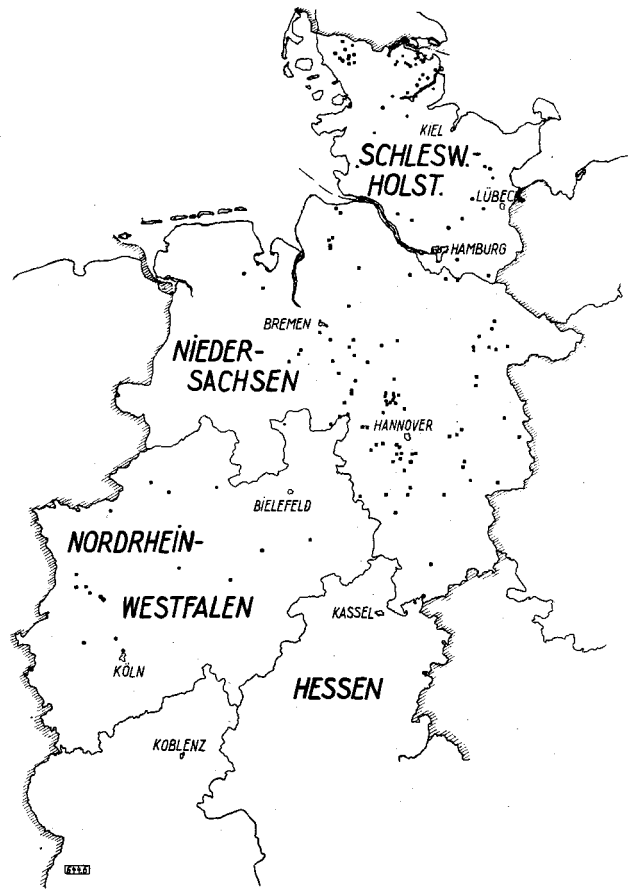 KIEL
SCHLESW.-
HOLST.
LÜBECK
HAMBURG
BREMEN
NIEDER-
SACHSEN
HANNOVER
BIELEFELD
NORDRHEIN-
WESTFALEN
KASSEL
KÖLN
HESSEN
KOBLENZ